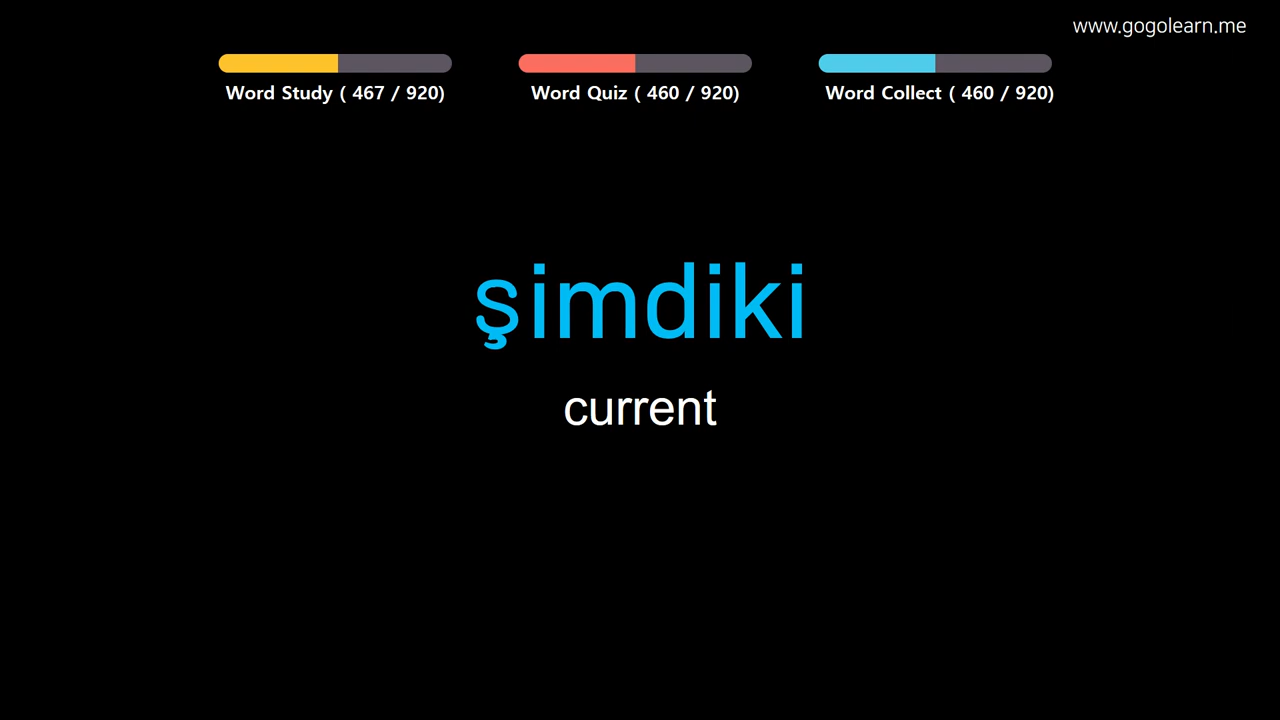 www.gogolearn.me
Word Study ( 467 / 920)
Word Quiz ( 460 / 920)
Word Collect ( 460 / 920)
şimdiki
current